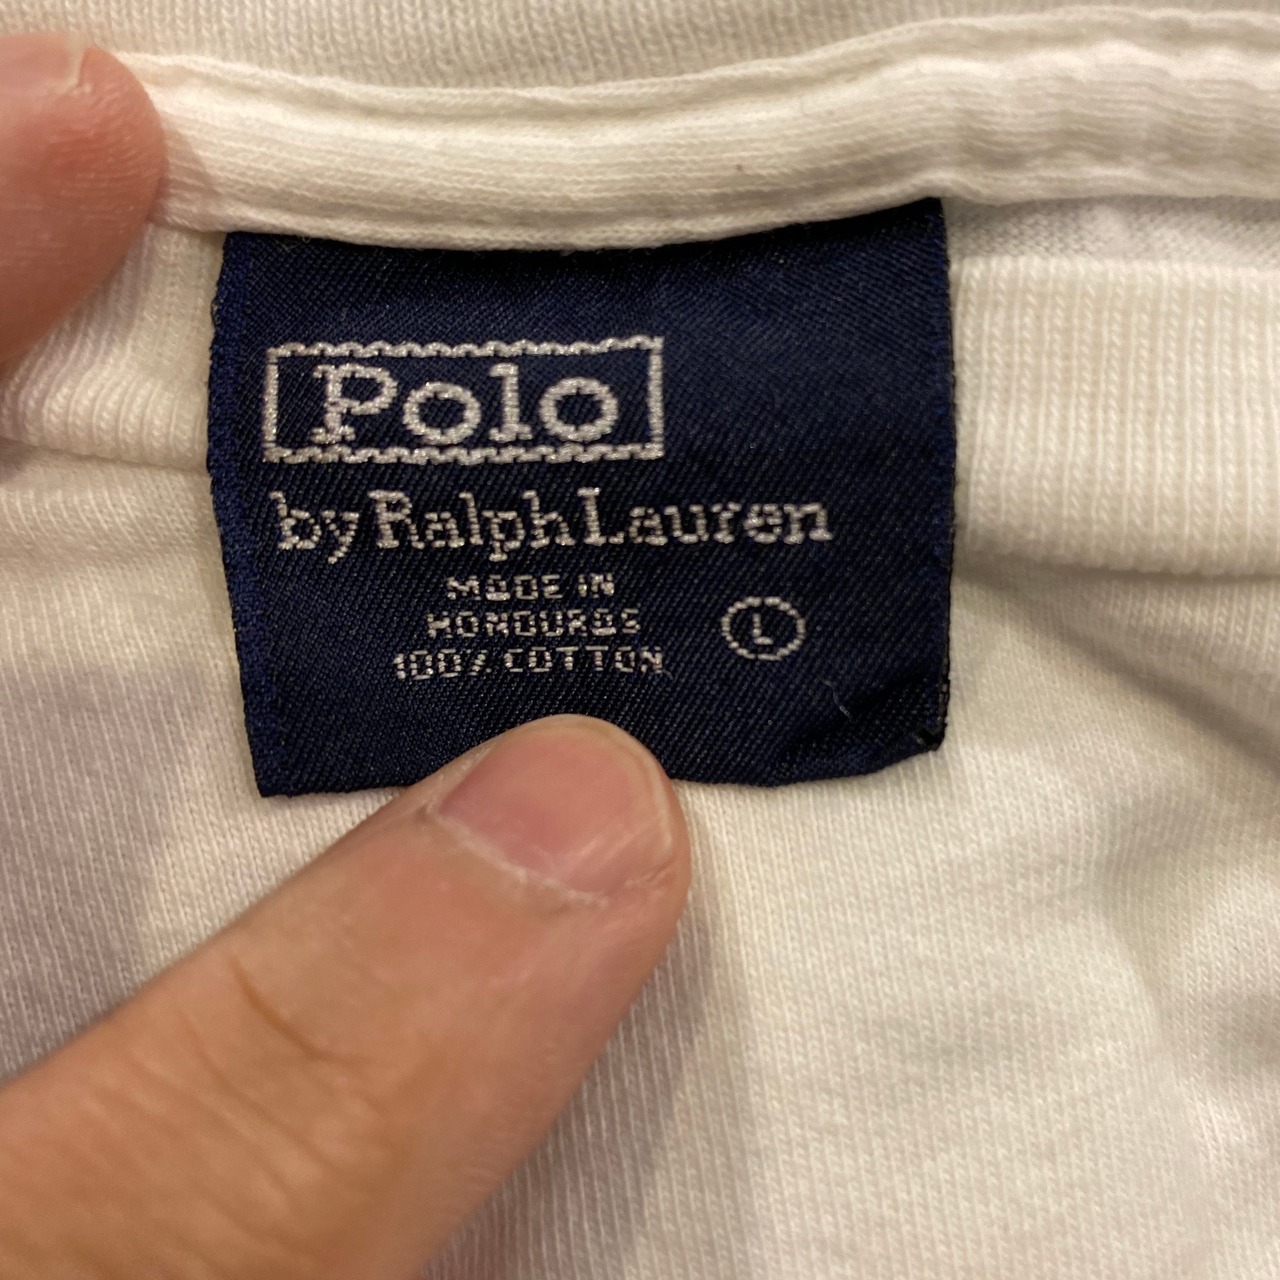 Polo
by Ralph Lauren
MADE IN
HONDURAS
100% COTTON
L